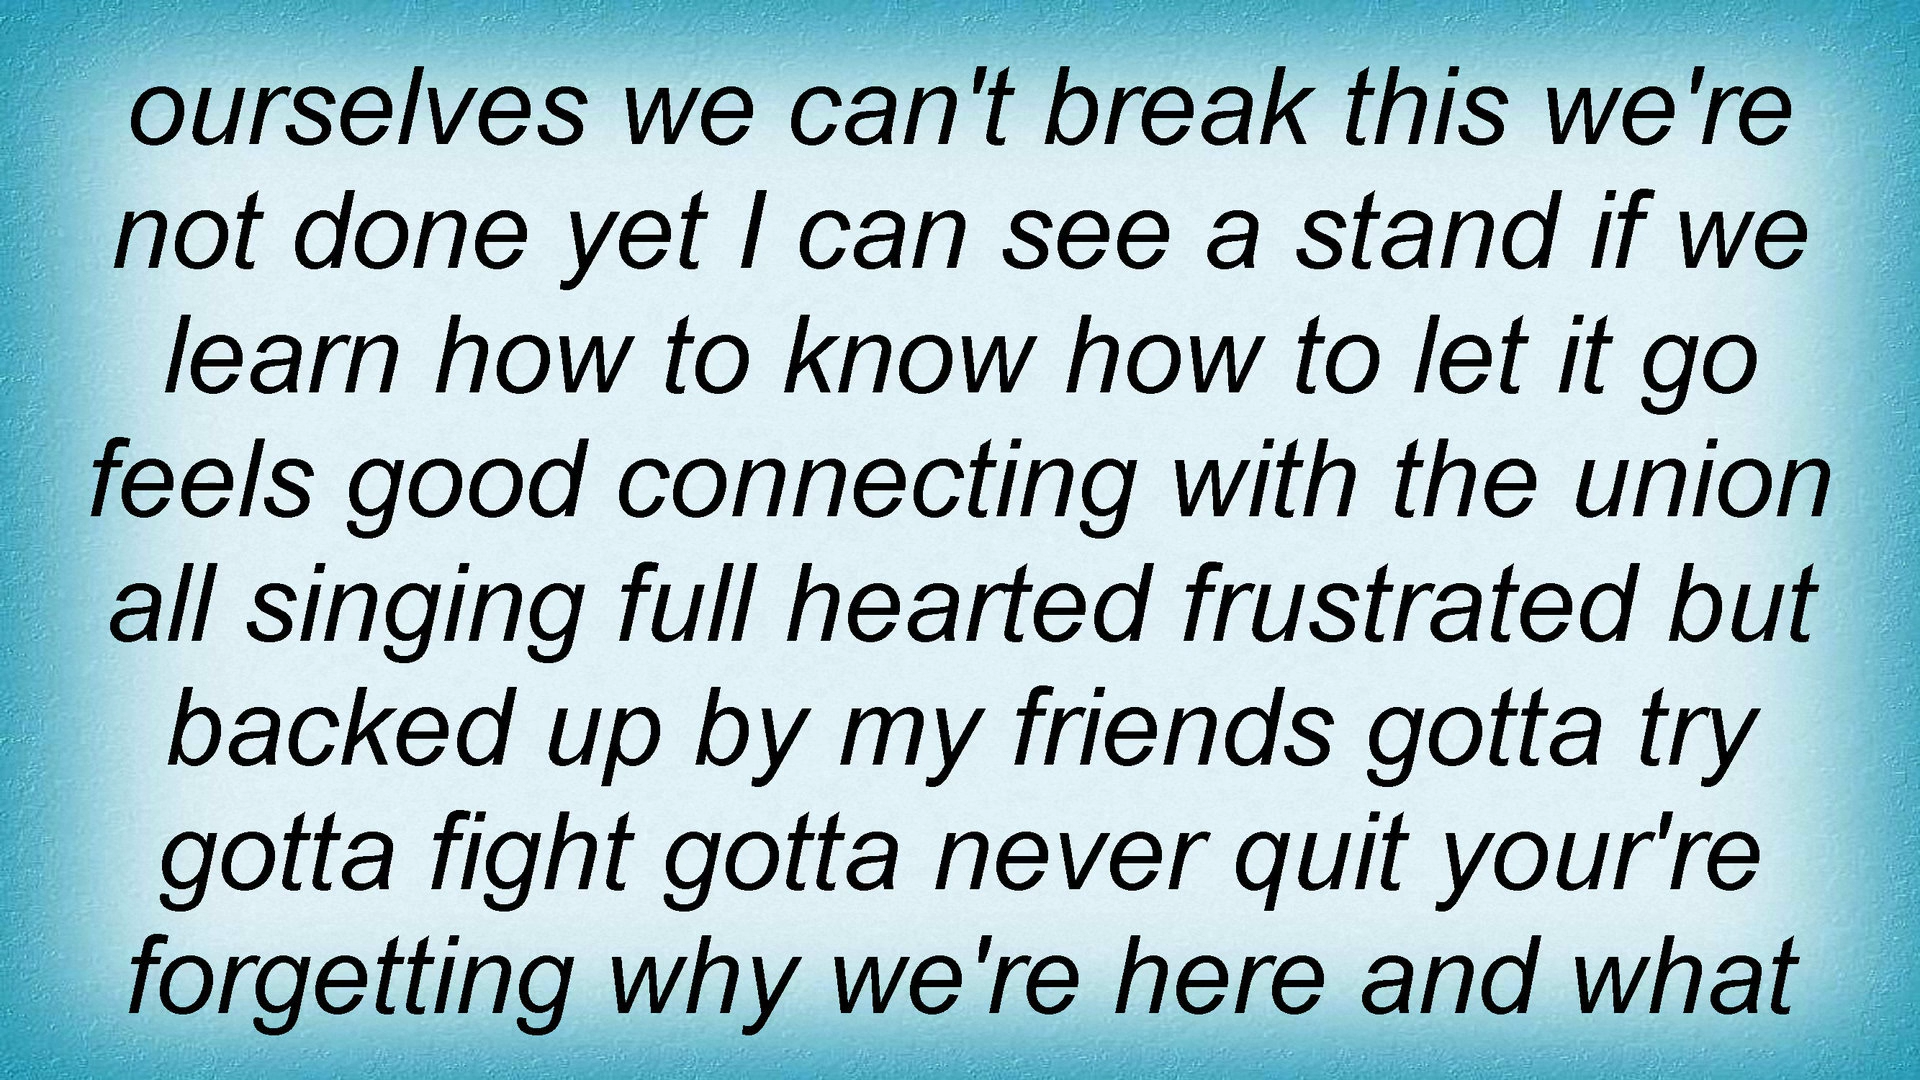 ourselves we can't break this we're
not done yet I can see a stand if we
learn how to know how to let it go
feels good connecting with the union
all singing full hearted frustrated but
backed up by my friends gotta try
gotta fight gotta never quit your're
forgetting why we're here and what